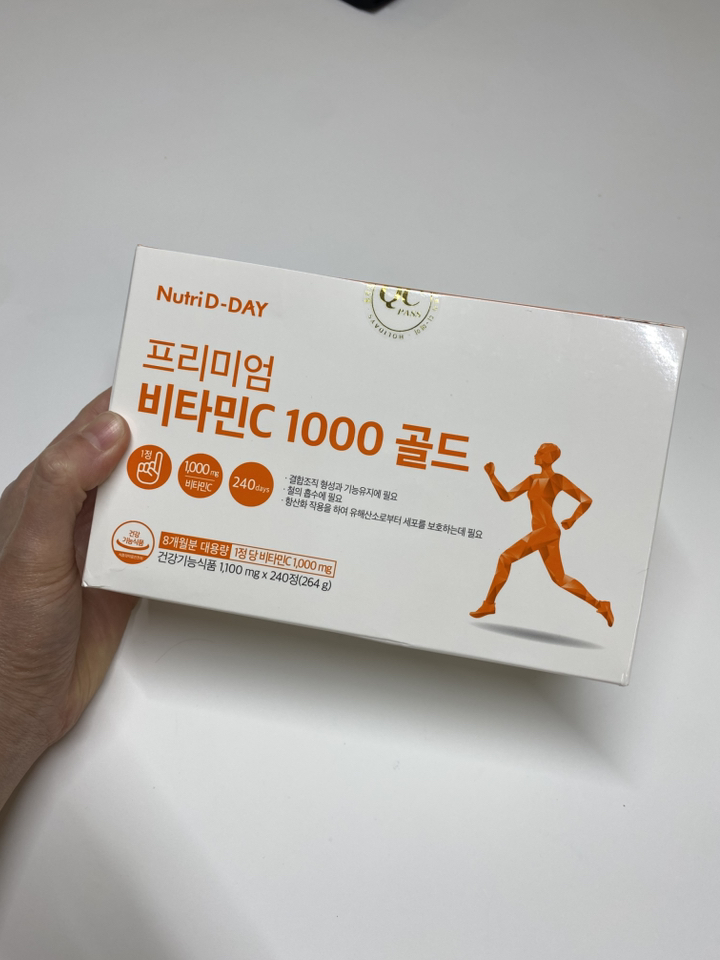 Nutri D-DAY
QC
PASS
프리미엄
비타민C 1000 골드
1정
1,000 mg
비타민C
240 days
· 결합조직 형성과 기능유지에 필요
· 철의 흡수에 필요
· 항산화 작용을 하여 유해산소로부터 세포를 보호하는데 필요
건강
기능식품
8개월분 대용량 1정 당 비타민C 1,000 mg
건강기능식품 1,100 mg x 240정(264 g)